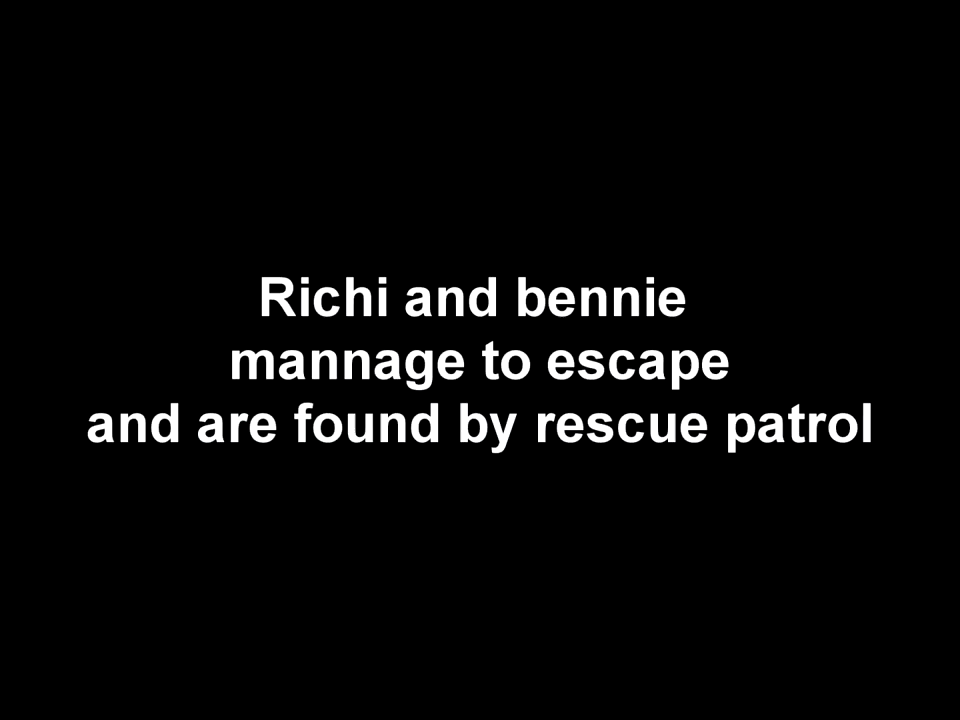 Richi and bennie
mannage to escape
and are found by rescue patrol